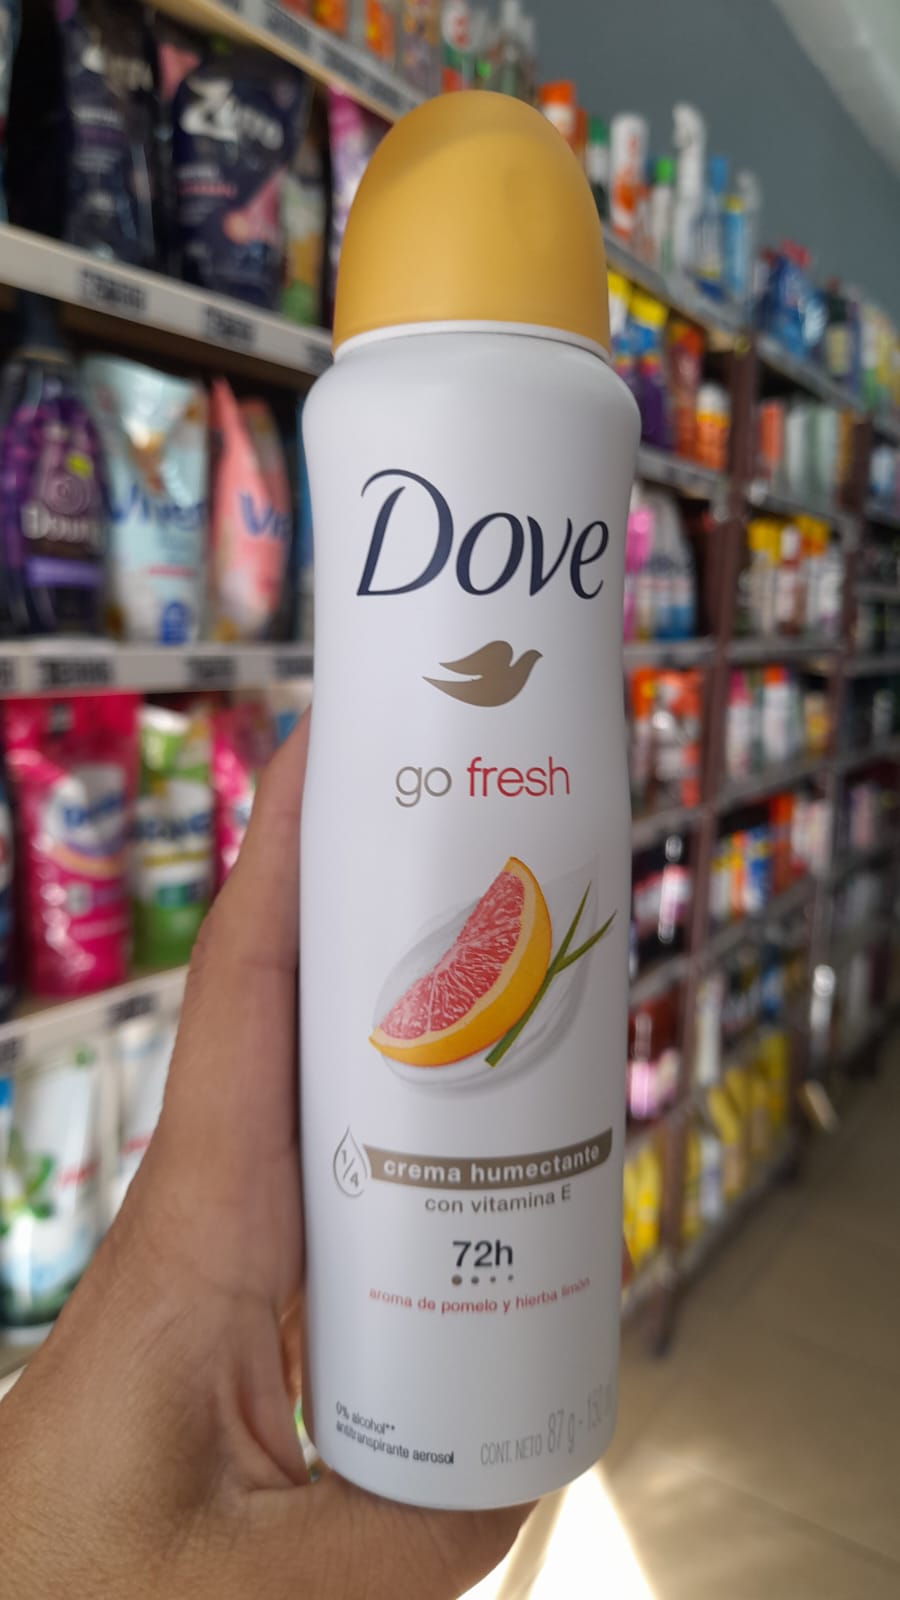 Dove
go fresh
1/4
crema humectante
con vitamina E
72h
aroma de pomelo y hierba limón
0% alcohol**
antitranspirante aerosol
CONT. NETO 87 g -